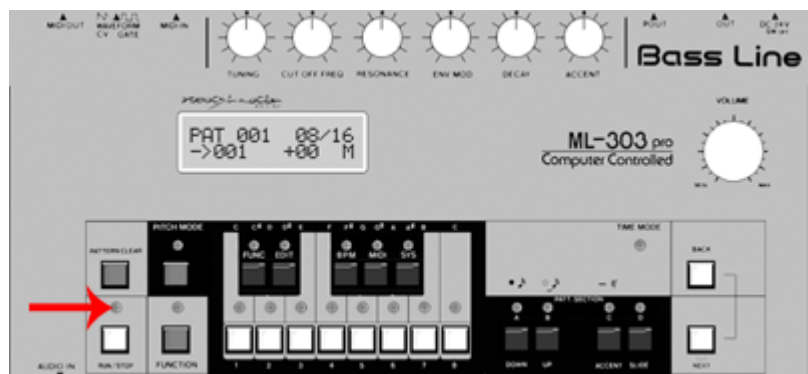 MIDI OUT WAVEFORM MIDI IN POUT OUT DC 24V
CV GATE
TUNING CUT OFF FREQ RESONANCE ENV MOD DECAY ACCENT
Bass Line
PAT 001 08/16
->001 +00 M
ML-303 pro
Computer Controlled
VOLUME
MIN. MAX
PITCH MODE C C# D D# E F F# G G# A A# B C TIME MODE
PATTERN CLEAR FUNC EDIT BPM MIDI SYS BACK
PATT. SECTION
A B C D
1 2 3 4 5 6 7 8
AUDIO IN RUN/STOP FUNCTION DOWN UP ACCENT SLIDE NEXT